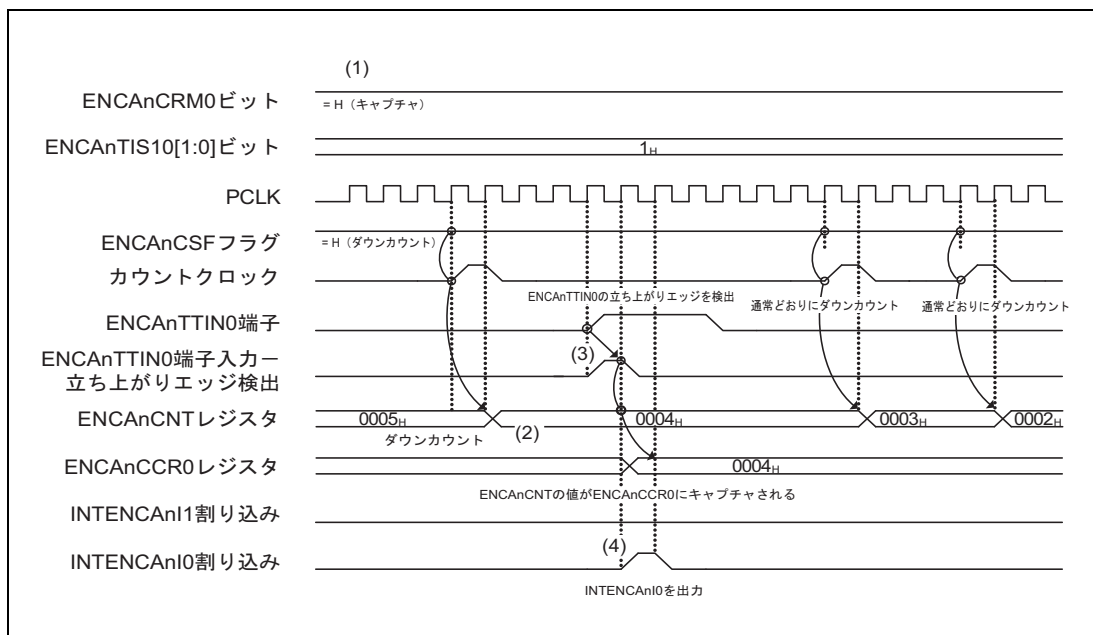 (1)
ENCAnCRM0ビット
= H（キャプチャ）
ENCAnTIS10[1:0]ビット
1H
PCLK
ENCAnCSFフラグ
= H（ダウンカウント）
カウントクロック
ENCAnTTIN0の立ち上がりエッジを検出
通常どおりにダウンカウント
通常どおりにダウンカウント
ENCAnTTIN0端子
(3)
ENCAnTTIN0端子入力－
立ち上がりエッジ検出
ENCAnCNTレジスタ
0005H
(2)
0004H
0003H
0002H
ダウンカウント
ENCAnCCR0レジスタ
0004H
ENCAnCNTの値がENCAnCCR0にキャプチャされる
INTENCAnI1割り込み
(4)
INTENCAnI0割り込み
INTENCAnI0を出力